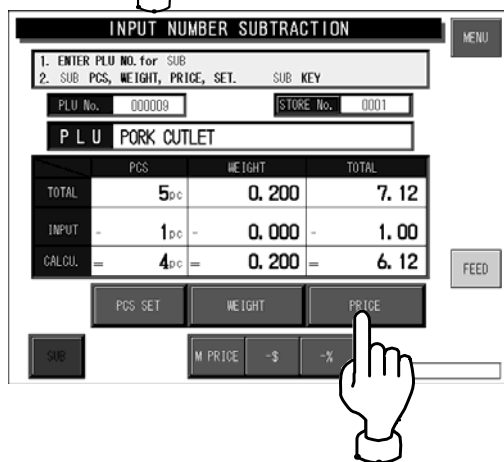 INPUT NUMBER SUBTRACTION
MENU
1. ENTER PLU NO. for SUB
2. SUB PCS, WEIGHT, PRICE, SET. SUB KEY
PLU No. 000009 STORE No. 0001
PLU PORK CUTLET
PCS WEIGHT TOTAL
TOTAL 5pc 0.200 7.12
INPUT - 1pc - 0.000 - 1.00
CALCU. = 4pc = 0.200 = 6.12
FEED
PCS SET WEIGHT PRICE
SUB M PRICE -$ -%